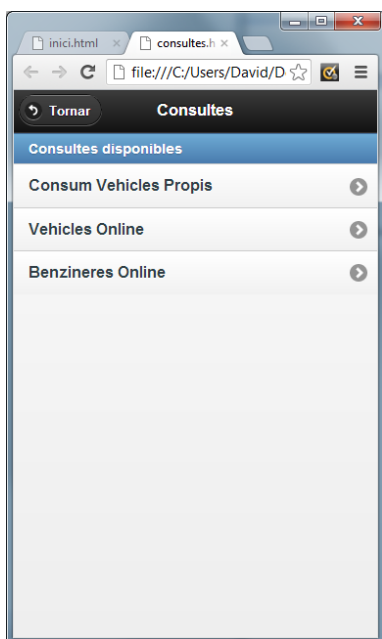 inici.html
consultes.h
file:///C:/Users/David/D
Tornar
Consultes
Consultes disponibles
Consum Vehicles Propis
Vehicles Online
Benzineres Online